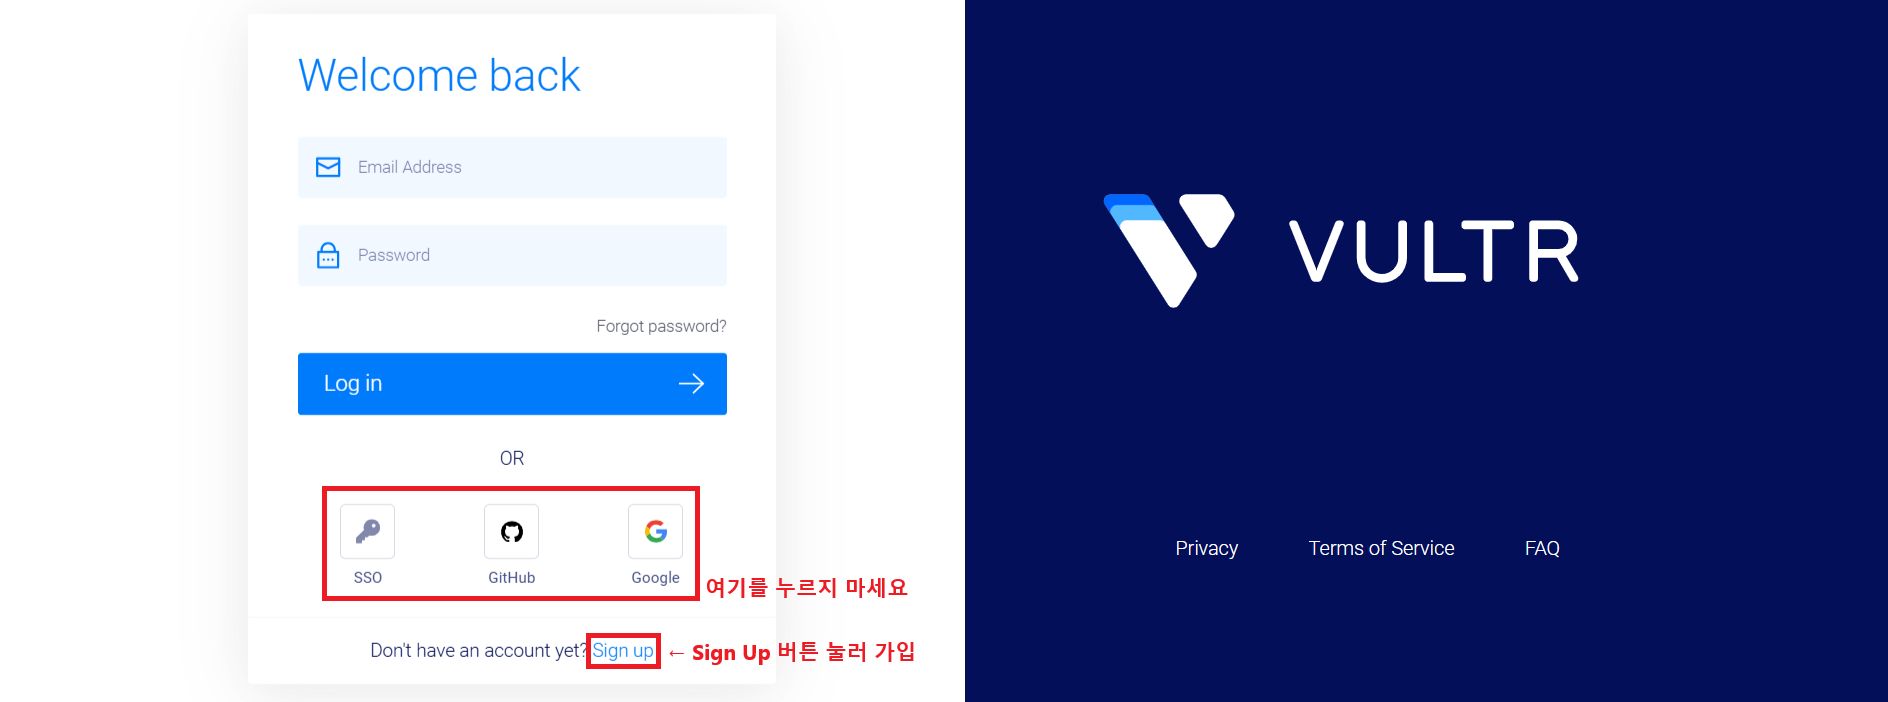 Welcome back
Email Address
Password
Forgot password?
Log in
OR
SSO
GitHub
Google
여기를 누르지 마세요
Don't have an account yet? Sign up
← Sign Up 버튼 눌러 가입
VULTR
Privacy
Terms of Service
FAQ